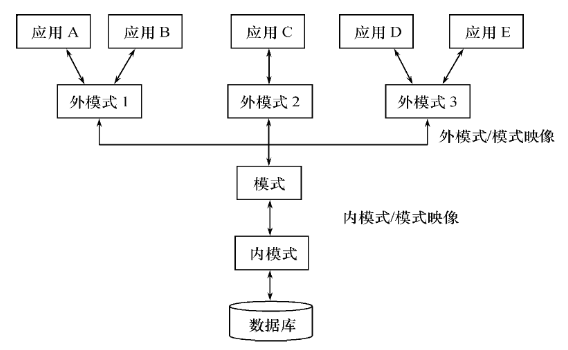 应用 A
应用 B
应用 C
应用 D
应用 E
外模式 1
外模式 2
外模式 3
外模式/模式映像
模式
内模式/模式映像
内模式
数据库